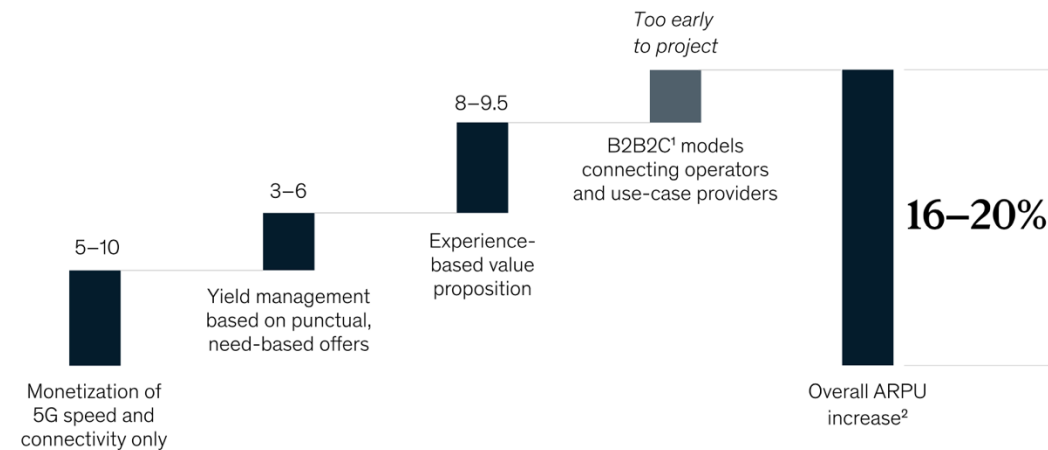 Too early
to project
8–9.5
B2B2C¹ models
connecting operators
and use-case providers
3–6
16–20%
Experience-
based value
proposition
5–10
Yield management
based on punctual,
need-based offers
Monetization of
5G speed and
connectivity only
Overall ARPU
increase²